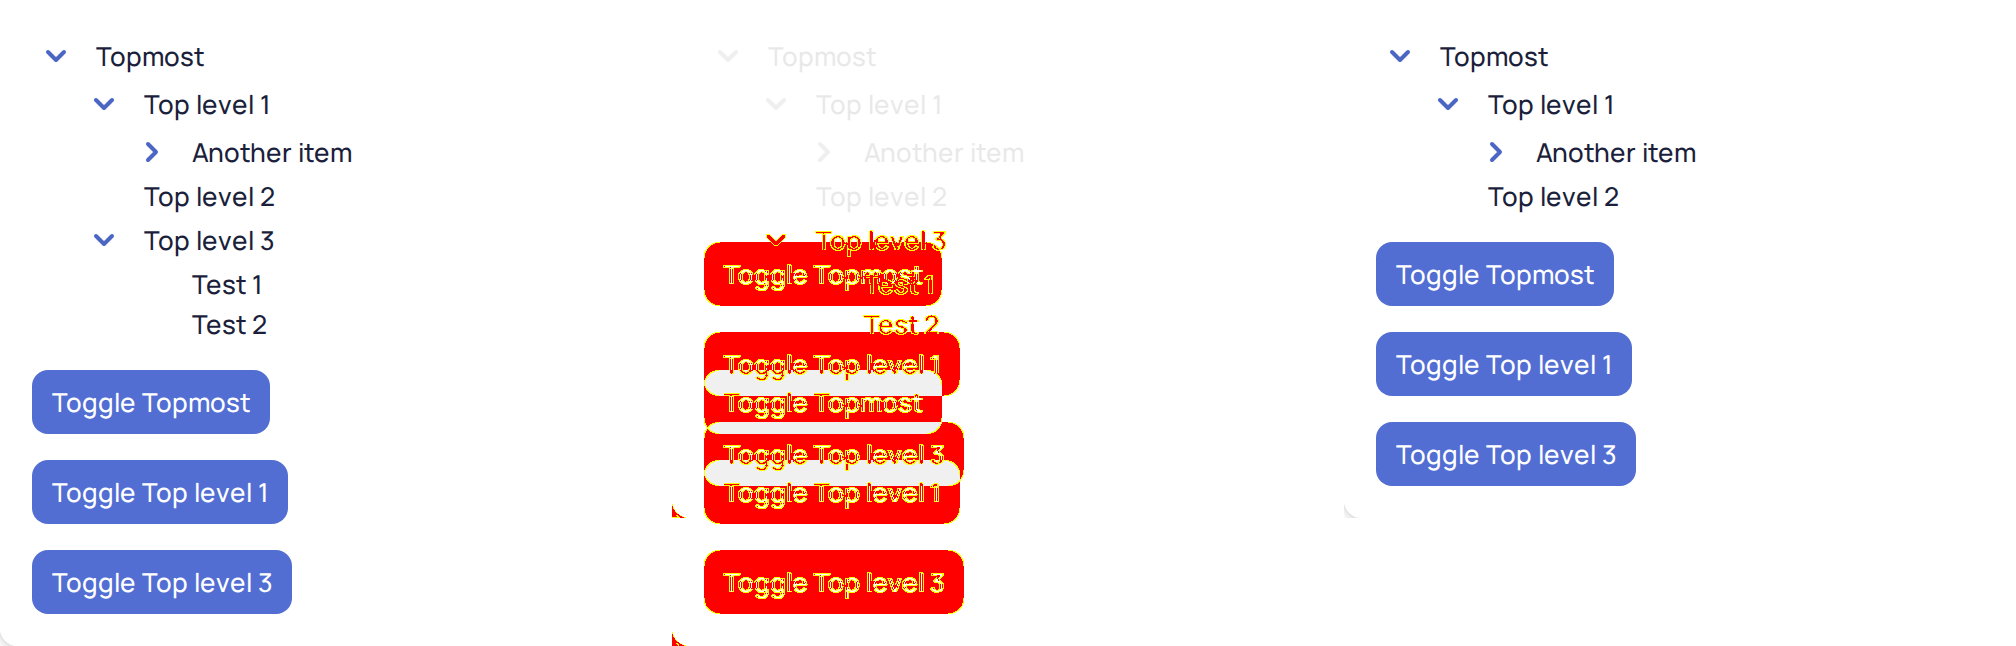 Topmost
Top level 1
Another item
Top level 2
Top level 3
Test 1
Test 2
Toggle Topmost
Toggle Top level 1
Toggle Top level 3
Topmost
Top level 1
Another item
Top level 2
Top level 3
Toggle Topmost
Test 1
Test 2
Toggle Top level 1
Toggle Topmost
Toggle Top level 3
Toggle Top level 1
Toggle Top level 3
Topmost
Top level 1
Another item
Top level 2
Toggle Topmost
Toggle Top level 1
Toggle Top level 3